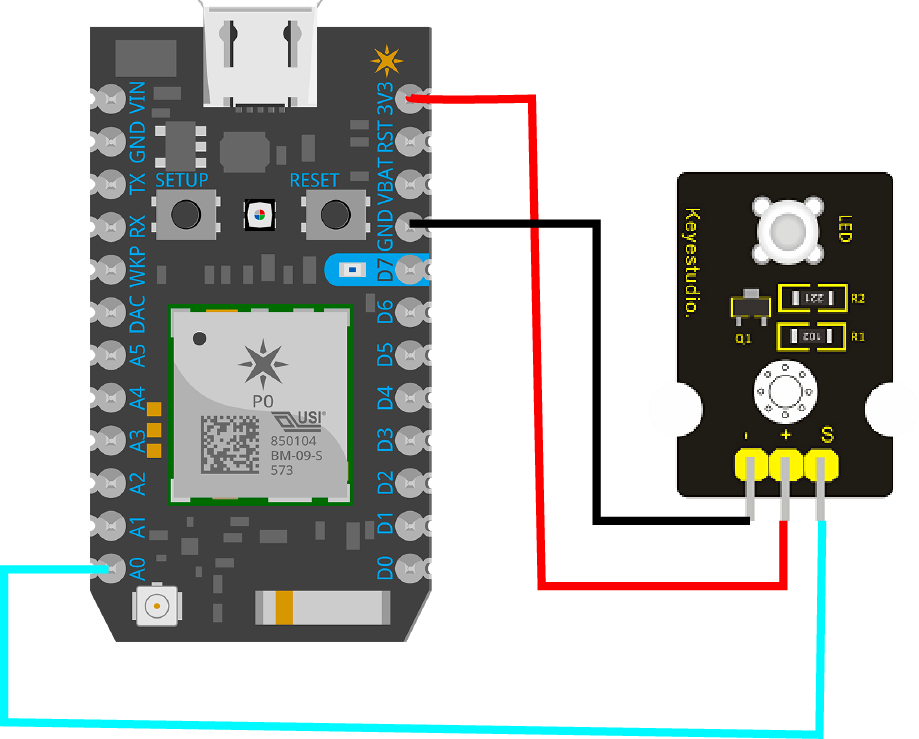 VIN
GND
TX
RX
WKP
DAC
A5
A4
A3
A2
A1
A0
SETUP
RESET
3V3
RST
VBAT
GND
D7
D6
D5
D4
D3
D2
D1
D0
P0
USI®
850104
BM-09-S
573
Keyestudio.
LED
221
R2
102
R1
Q1
- + S